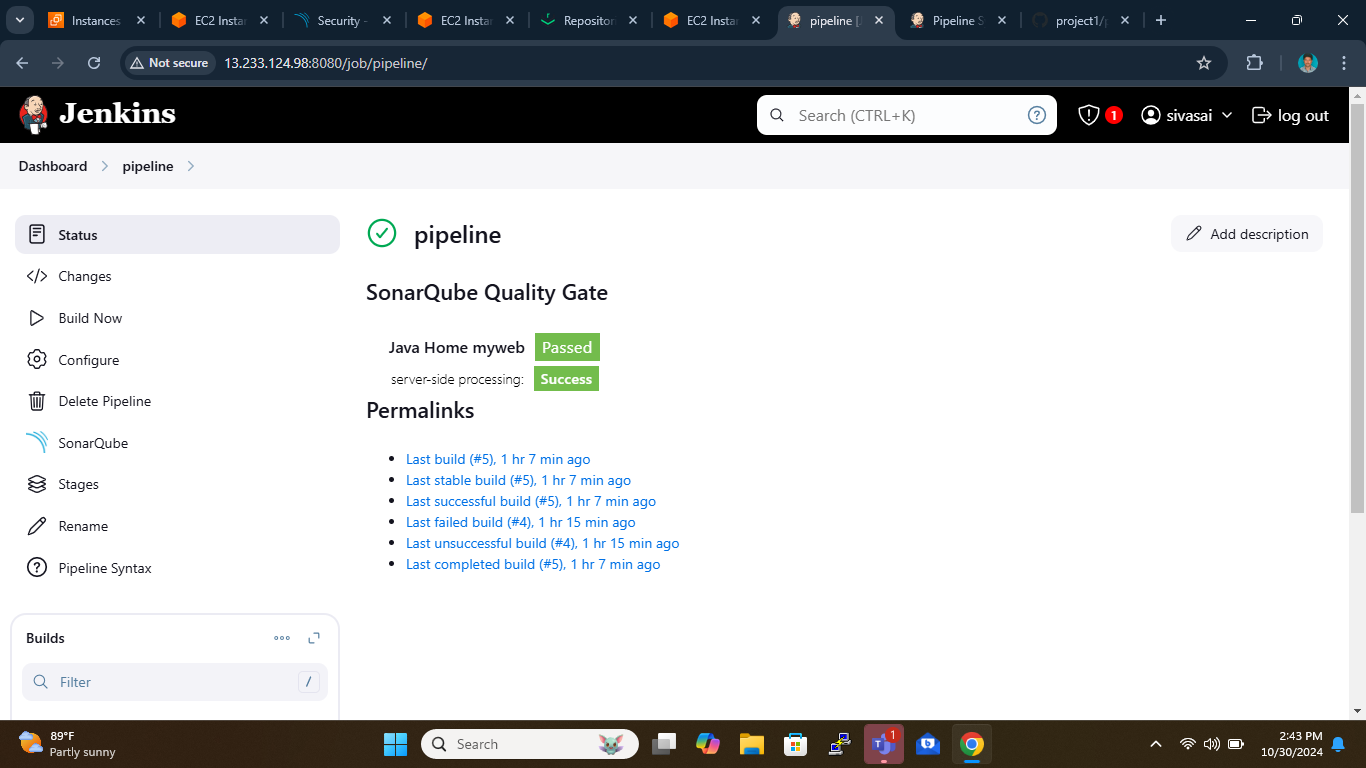 Instances
EC2 Instan
Security -
EC2 Instan
Repositori
EC2 Instan
pipeline [J
Pipeline S
project1/p
Not secure
13.233.124.98:8080/job/pipeline/
Jenkins
Search (CTRL+K)
?
1
sivasai
log out
Dashboard
pipeline
Status
Changes
Build Now
Configure
Delete Pipeline
SonarQube
Stages
Rename
Pipeline Syntax
Builds
Filter
/
pipeline
Add description
SonarQube Quality Gate
Java Home myweb Passed
server-side processing: Success
Permalinks
Last build (#5), 1 hr 7 min ago
Last stable build (#5), 1 hr 7 min ago
Last successful build (#5), 1 hr 7 min ago
Last failed build (#4), 1 hr 15 min ago
Last unsuccessful build (#4), 1 hr 15 min ago
Last completed build (#5), 1 hr 7 min ago
89°F
Partly sunny
Search
1
2:43 PM
10/30/2024